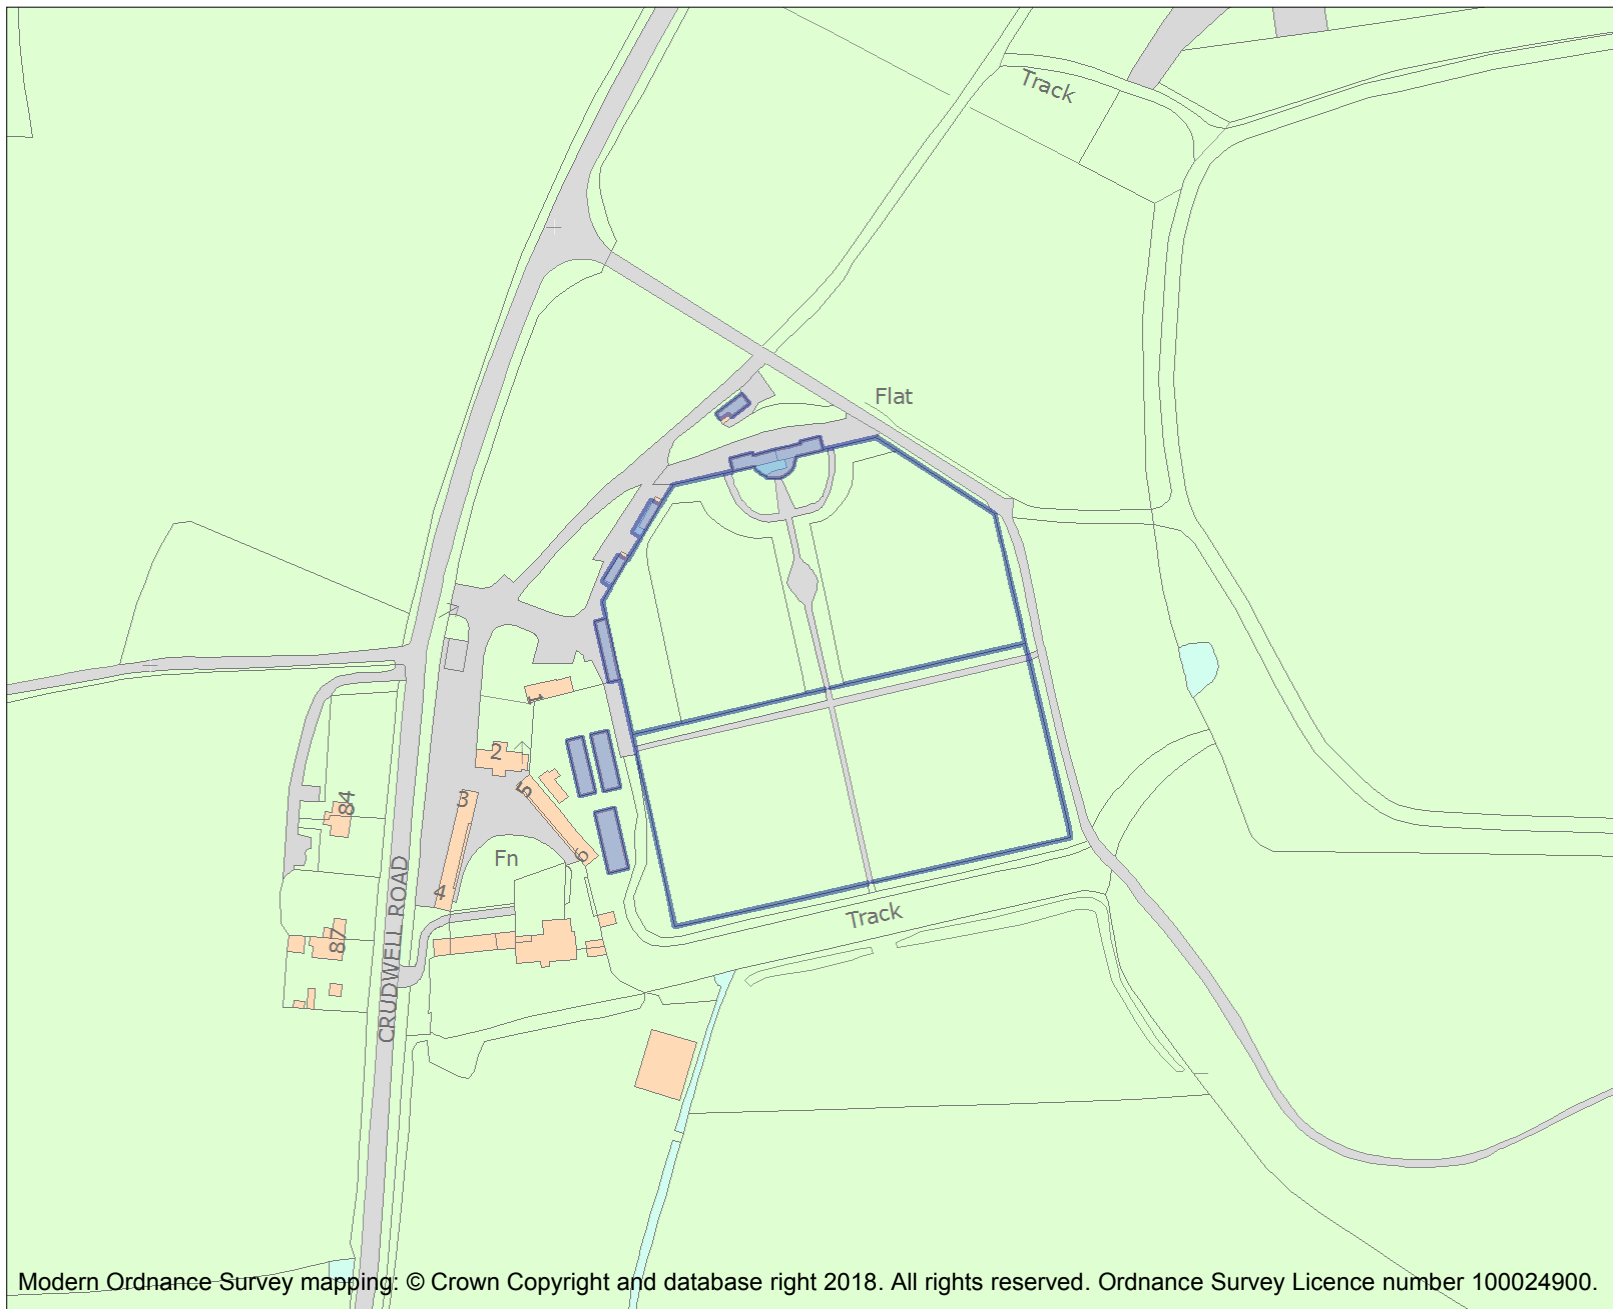 Track
Flat
1
2
3
5
84
Fn
6
4
CRUDWELL ROAD
87
Track
Modern Ordnance Survey mapping: © Crown Copyright and database right 2018. All rights reserved. Ordnance Survey Licence number 100024900.